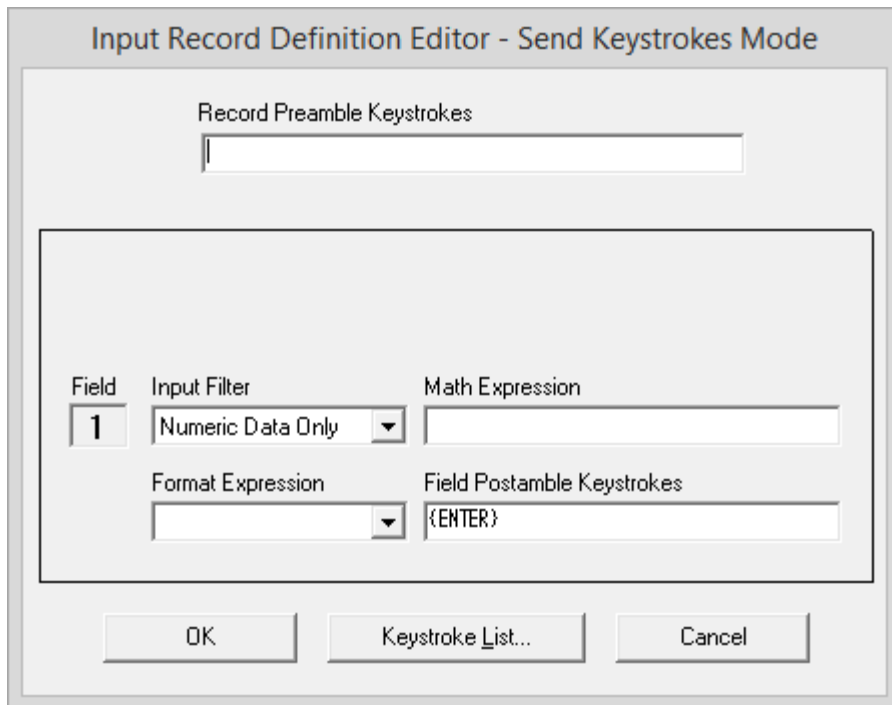 Input Record Definition Editor - Send Keystrokes Mode
Record Preamble Keystrokes
Field Input Filter Math Expression
1 Numeric Data Only
Format Expression Field Postamble Keystrokes
{ENTER}
OK Keystroke List... Cancel